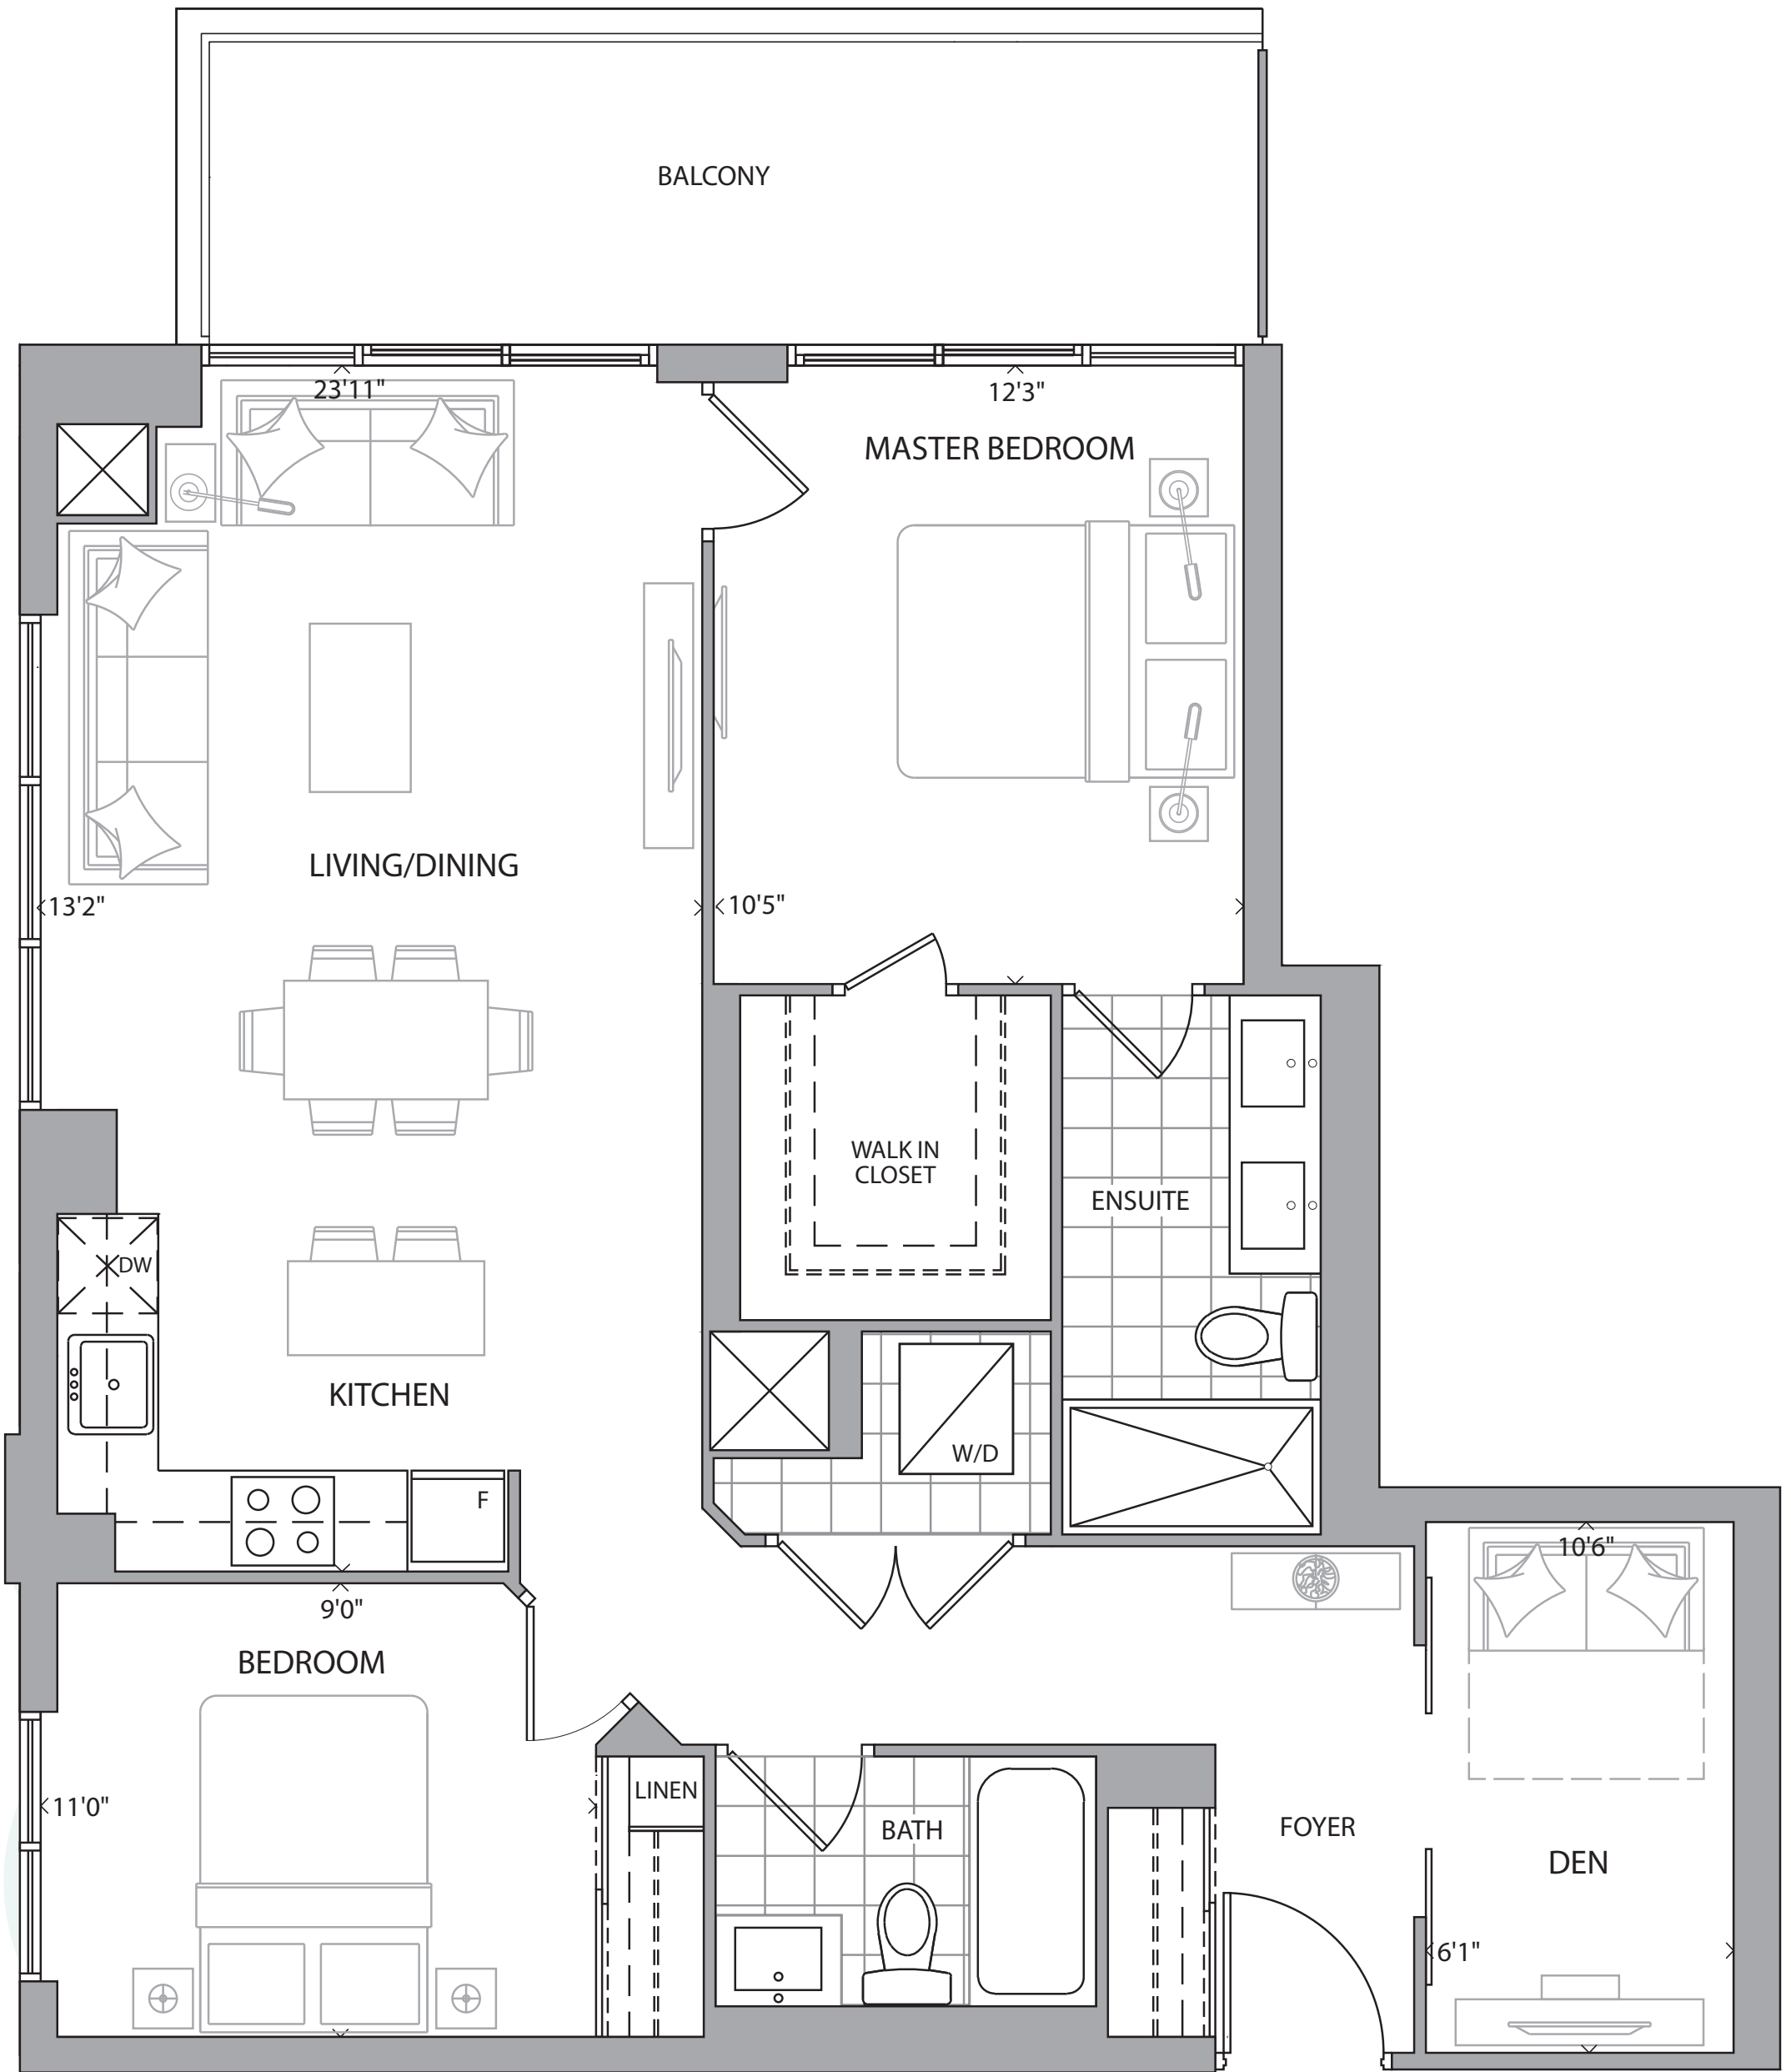 BALCONY
23'11"
12'3"
MASTER BEDROOM
LIVING/DINING
13'2"
10'5"
WALK IN
CLOSET
ENSUITE
DW
KITCHEN
W/D
F
10'6"
9'0"
BEDROOM
LINEN
11'0"
BATH
FOYER
DEN
6'1"